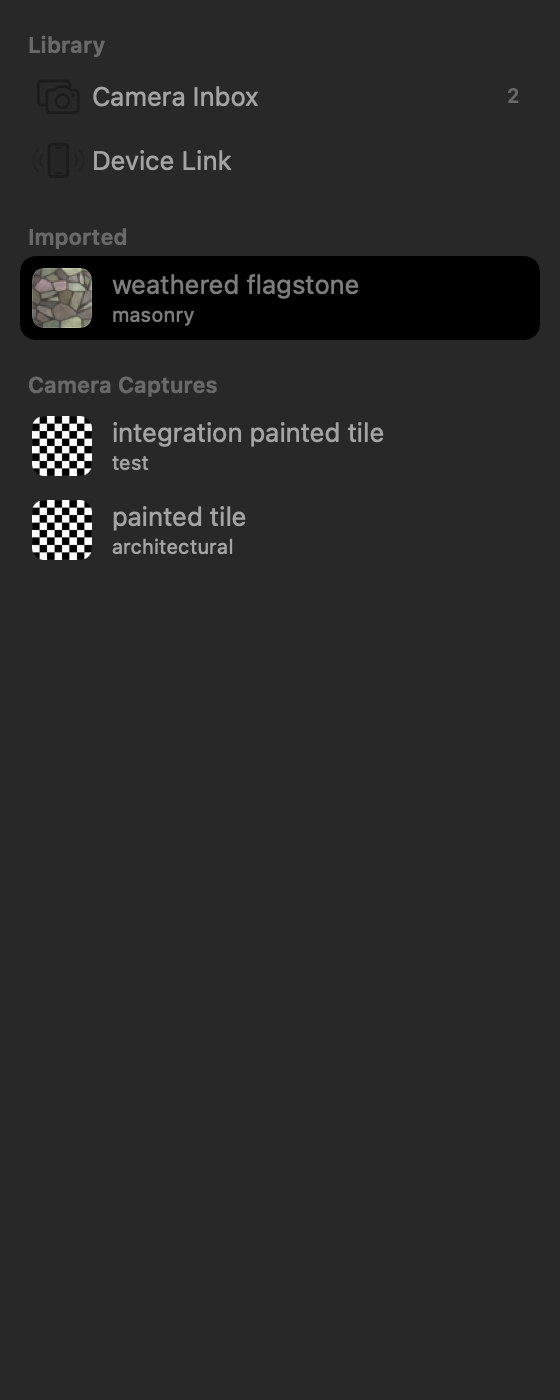 Library
Camera Inbox 2
Device Link
Imported
weathered flagstone
masonry
Camera Captures
integration painted tile
test
painted tile
architectural